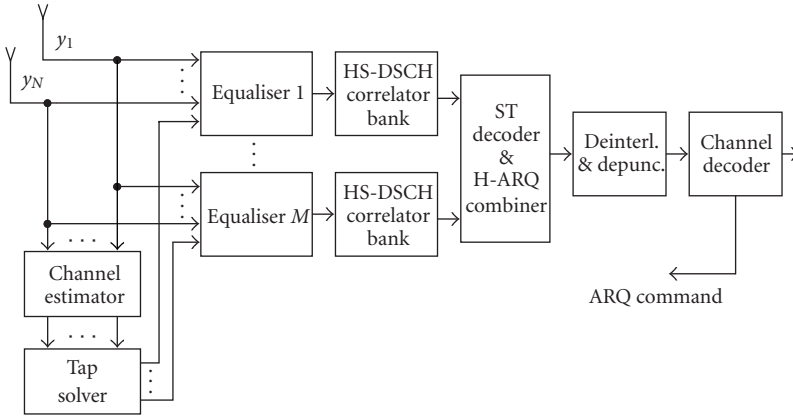 y1
yN
Equaliser 1
HS-DSCH
correlator
bank
ST
decoder
&
H-ARQ
combiner
Deinterl.
& depunc.
Channel
decoder
Equaliser M
HS-DSCH
correlator
bank
Channel
estimator
ARQ command
Tap
solver